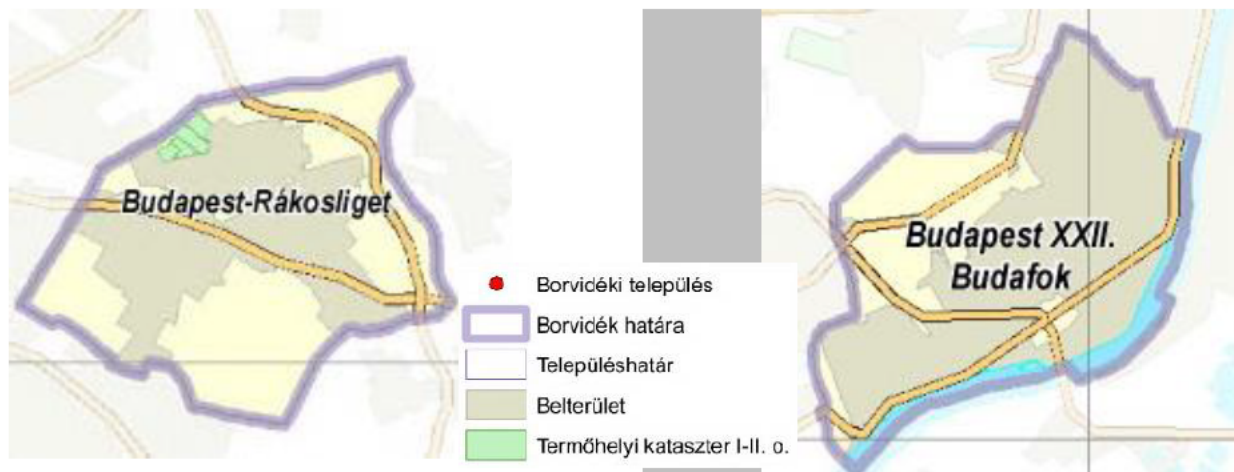 Budapest-Rákosliget
Budapest XXII.
Budafok
Borvidéki település
Borvidék határa
Településhatár
Belterület
Termőhelyi kataszter I-II. o.